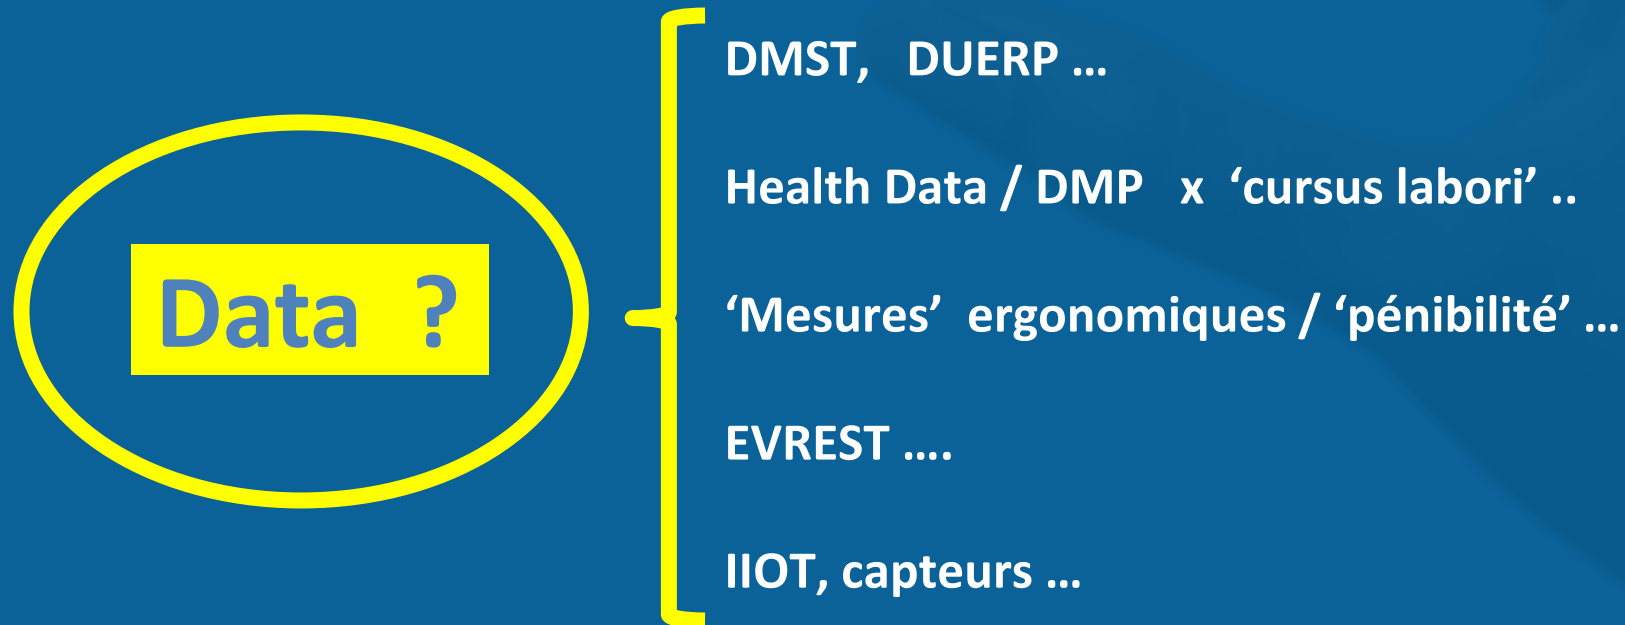 Data ?
DMST, DUERP ...
Health Data / DMP x ‘cursus labori’ ..
‘Mesures’ ergonomiques / ‘pénibilité’ ...
EVREST ....
IIOT, capteurs ...